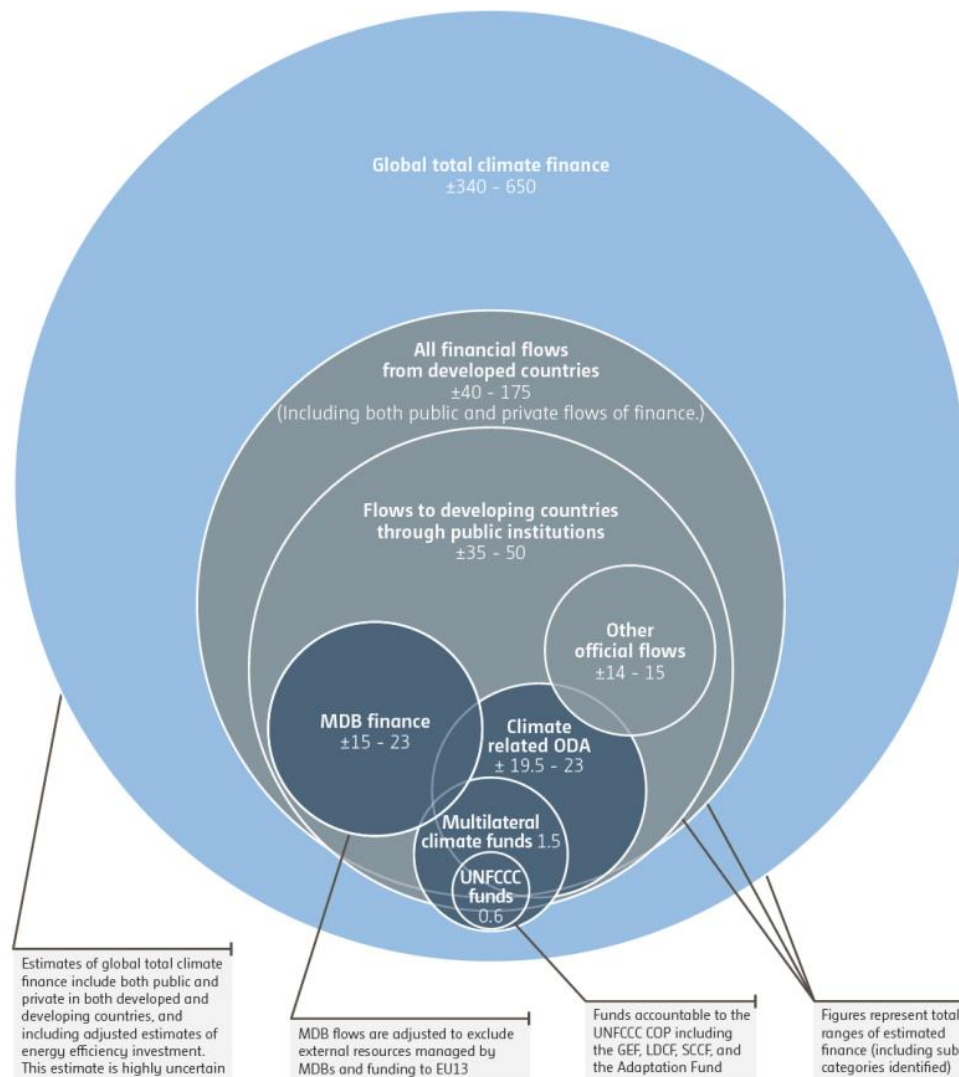 Global total climate finance
±340 - 650
All financial flows
from developed countries
±40 - 175
(Including both public and private flows of finance.)
Flows to developing countries
through public institutions
±35 - 50
Other
official flows
±14 - 15
MDB finance
±15 - 23
Climate
related ODA
± 19.5 - 23
Multilateral
climate funds 1.5
UNFCCC
funds
0.6
Estimates of global total climate
finance include both public and
private in both developed and
developing countries, and
including adjusted estimates of
energy efficiency investment.
This estimate is highly uncertain
MDB flows are adjusted to exclude
external resources managed by
MDBs and funding to EU13
Funds accountable to the
UNFCCC COP including
the GEF, LDCF, SCCF, and
the Adaptation Fund
Figures represent total
ranges of estimated
finance (including sub
categories identified)